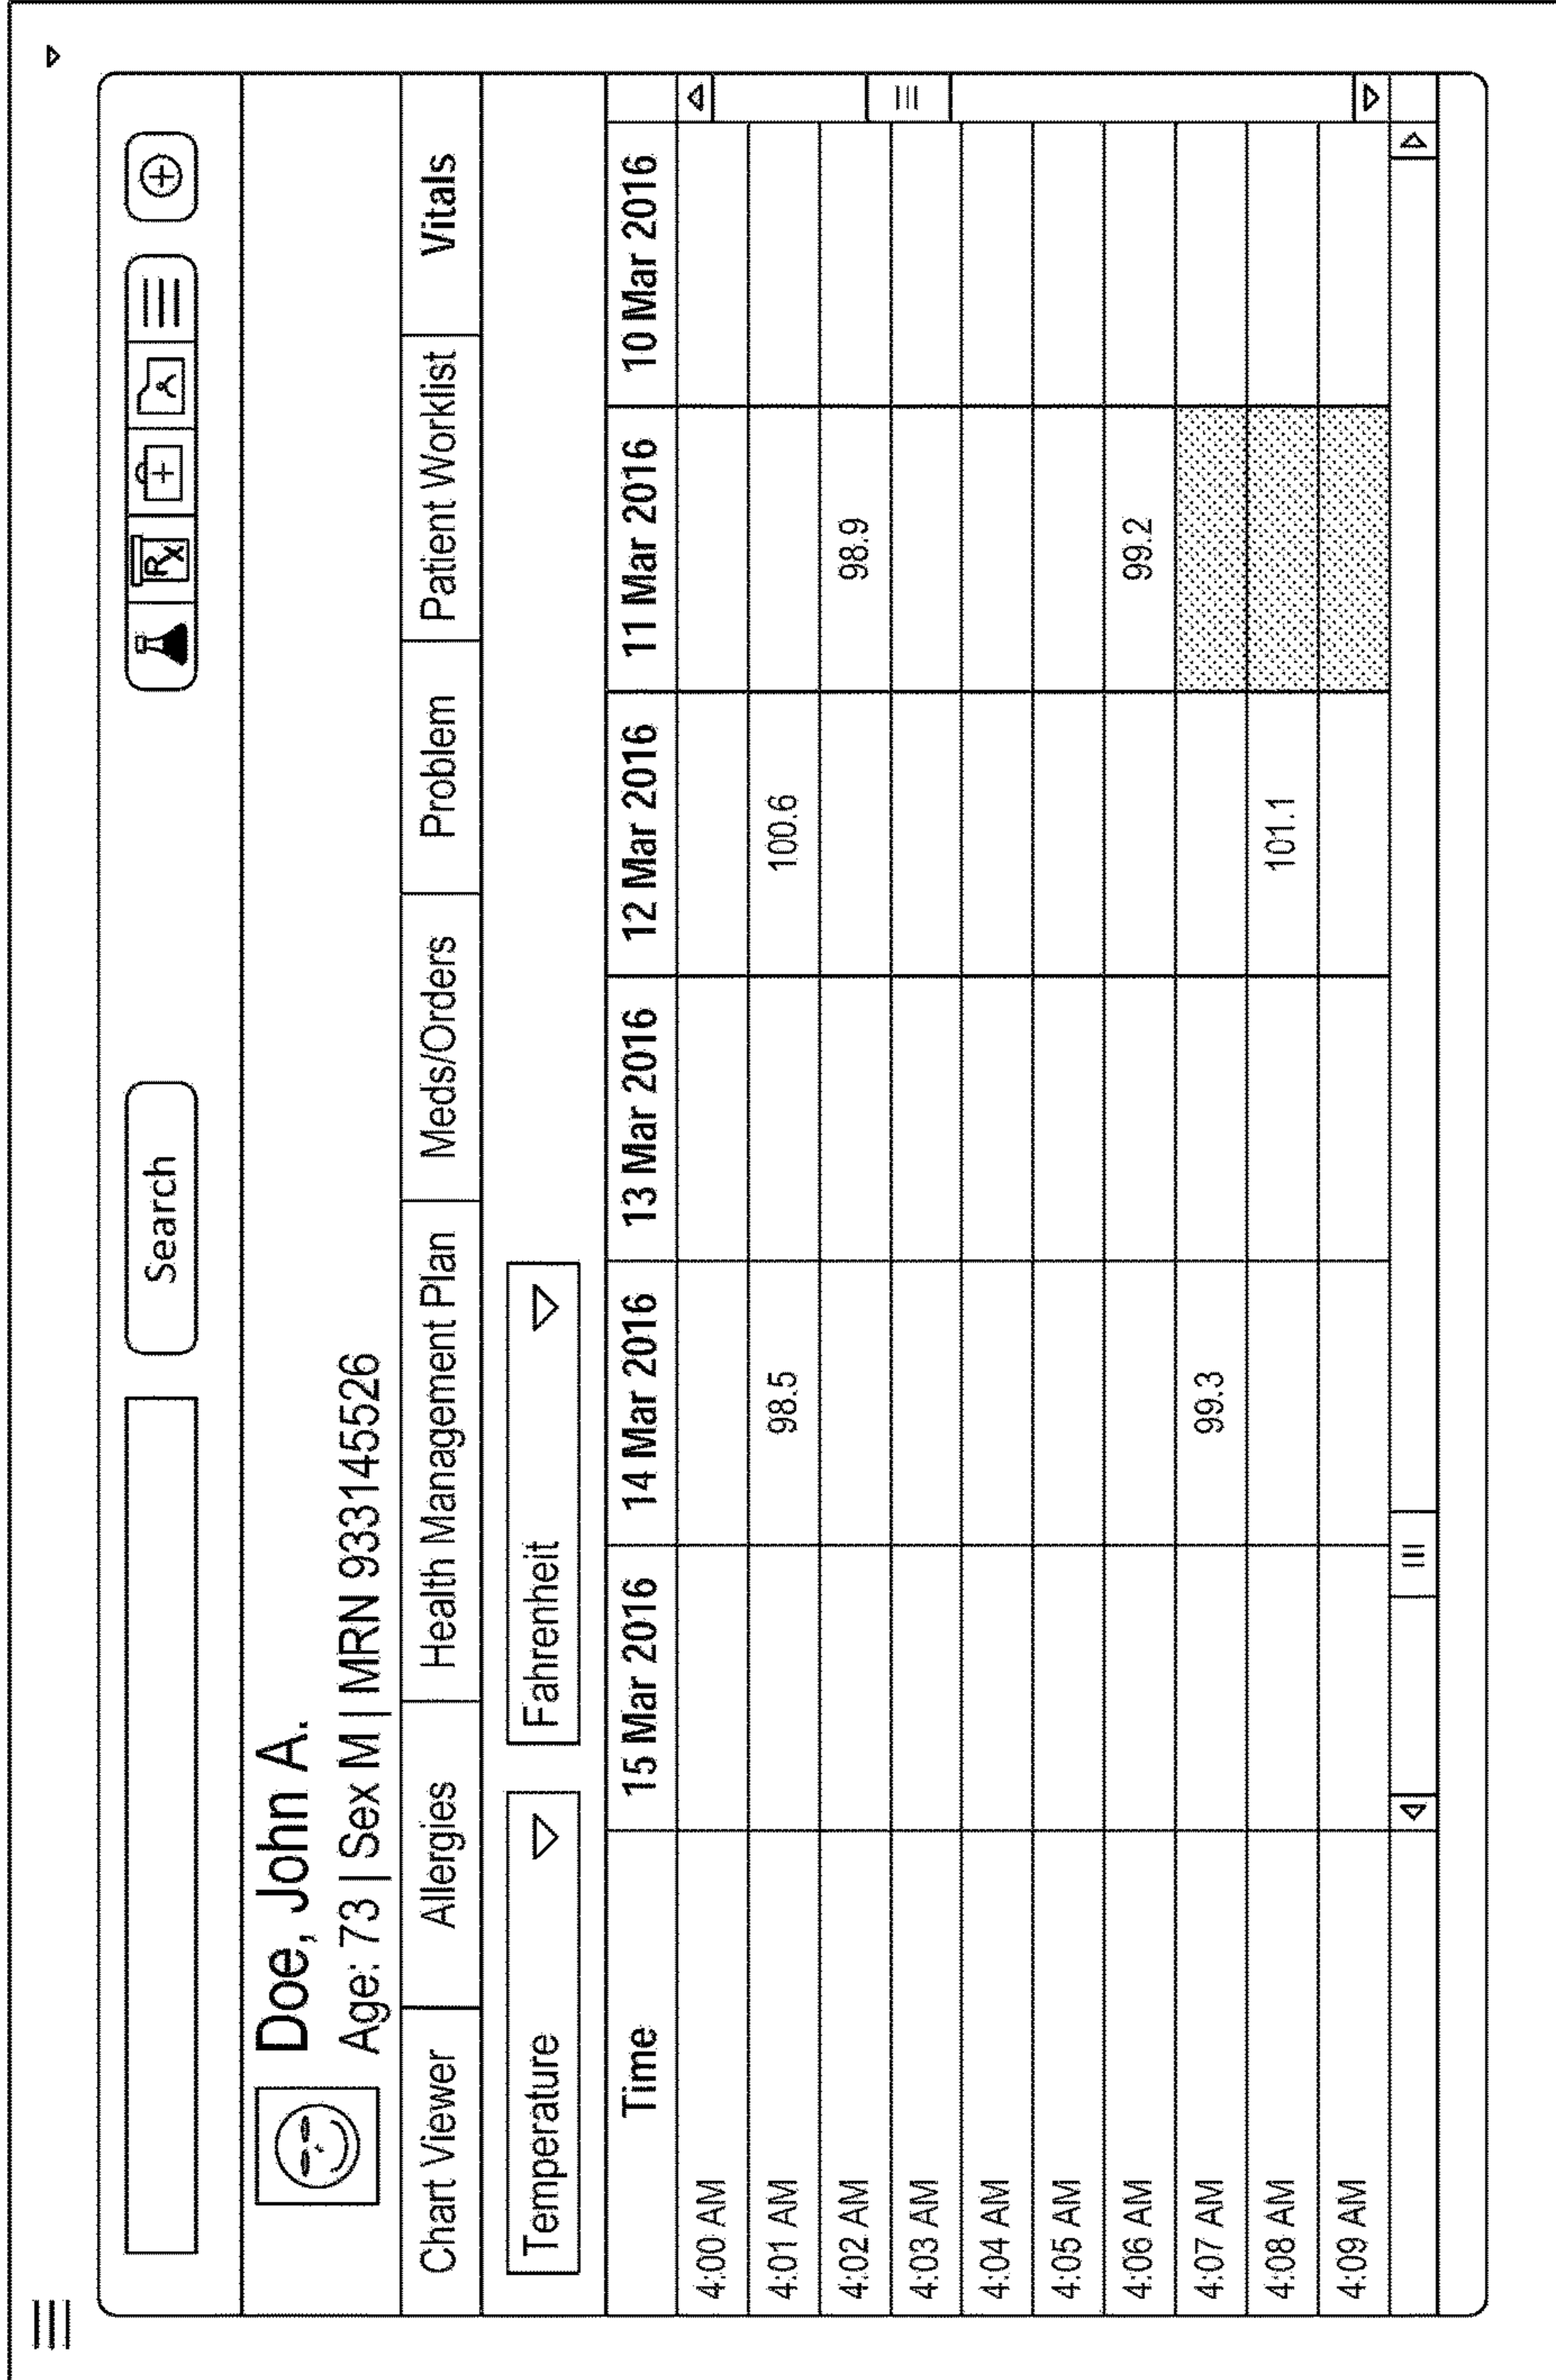 Search
Rx
Doe, John A.
Age: 73 | Sex M | MRN 933145526
Chart Viewer Allergies Health Management Plan Meds/Orders Problem Patient Worklist Vitals
Temperature Fahrenheit
Time 15 Mar 2016 14 Mar 2016 13 Mar 2016 12 Mar 2016 11 Mar 2016 10 Mar 2016
4:00 AM
4:01 AM 98.5 100.6
4:02 AM 98.9
4:03 AM
4:04 AM
4:05 AM
4:06 AM 99.2
4:07 AM 99.3
4:08 AM 101.1
4:09 AM